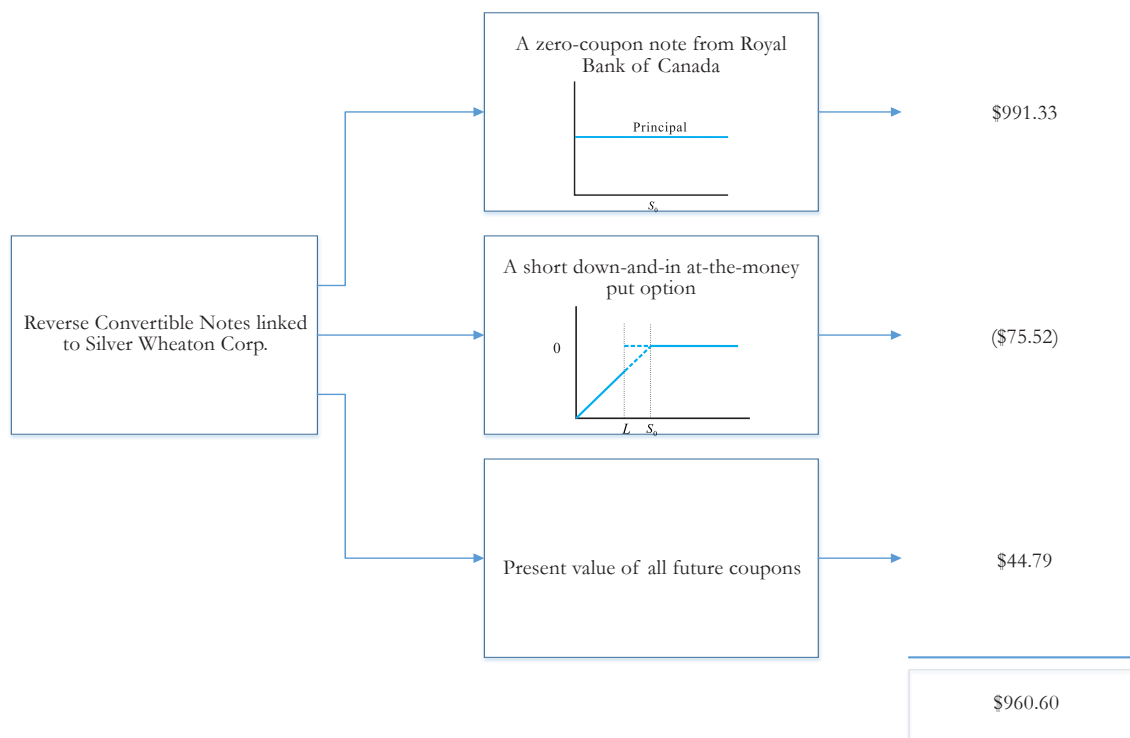 A zero-coupon note from Royal
Bank of Canada
Principal
S₀
$991.33
Reverse Convertible Notes linked
to Silver Wheaton Corp.
A short down-and-in at-the-money
put option
0
L S₀
($75.52)
Present value of all future coupons
$44.79
$960.60